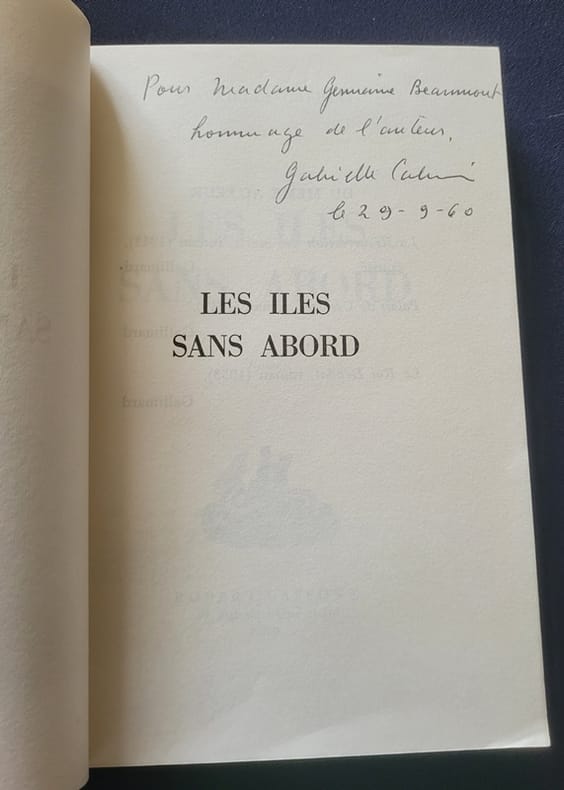 Pour Madame Germaine Beaumont
hommage de l'auteur,
Gabrielle
le 29-9-60
LES ILES
SANS ABORD